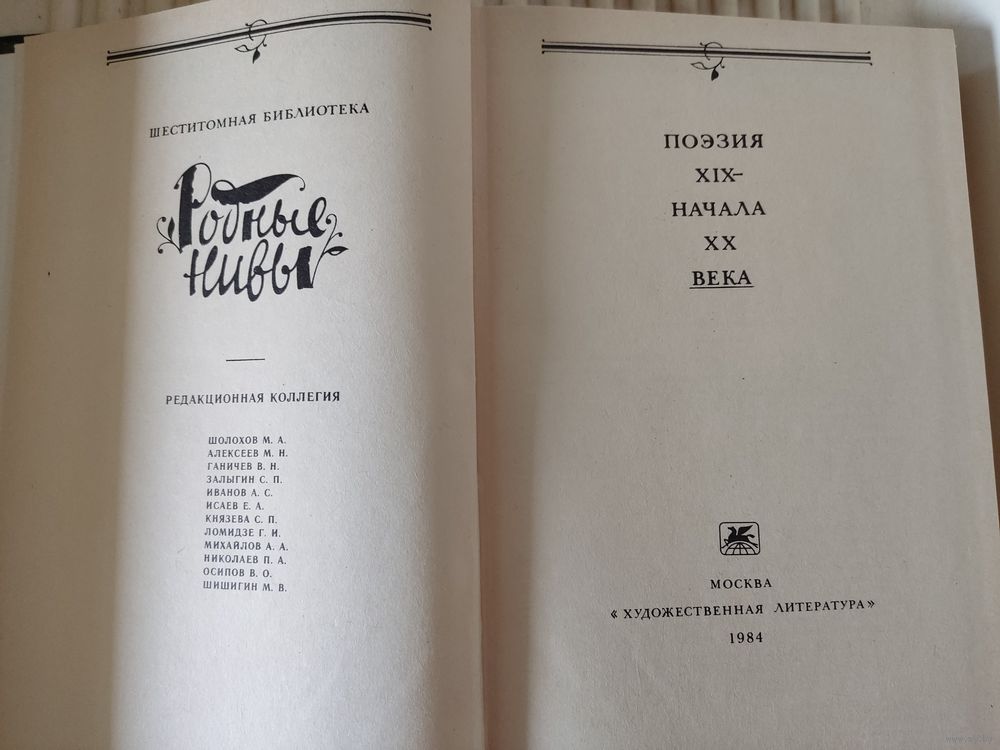 ШЕСТИТОМНАЯ БИБЛИОТЕКА
Родные
нивы
РЕДАКЦИОННАЯ КОЛЛЕГИЯ
ШОЛОХОВ М. А.
АЛЕКСЕЕВ М. Н.
ГАНИЧЕВ В. Н.
ЗАЛЫГИН С. П.
ИВАНОВ А. С.
ИСАЕВ Е. А.
КНЯЗЕВА С. П.
ЛОМИДЗЕ Г. И.
МИХАЙЛОВ А. А.
НИКОЛАЕВ П. А.
ОСИПОВ В. О.
ШИШИГИН М. В.
ПОЭЗИЯ
XIX–
НАЧАЛА
XX
ВЕКА
МОСКВА
«ХУДОЖЕСТВЕННАЯ ЛИТЕРАТУРА»
1984